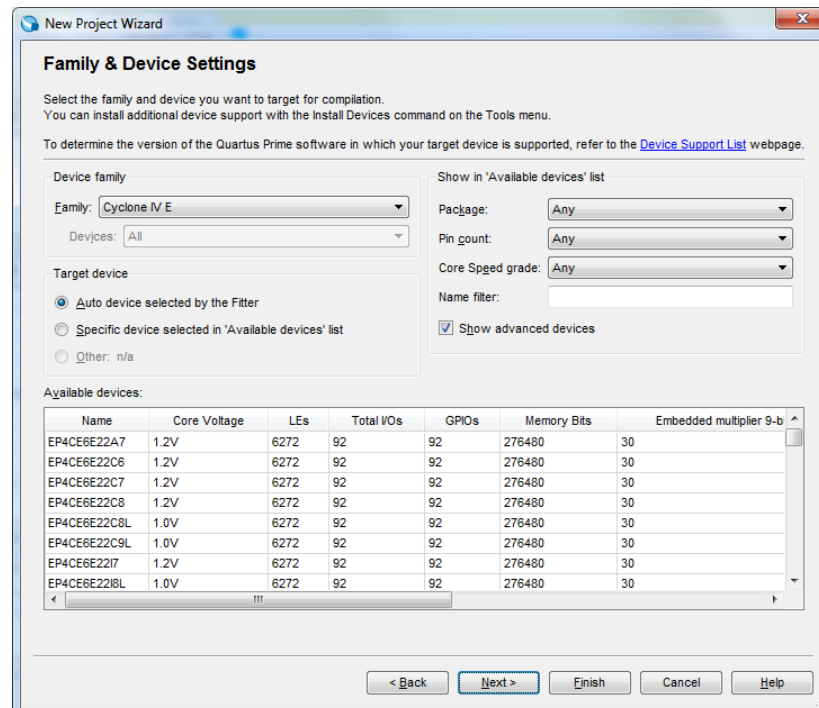 New Project Wizard
Family & Device Settings
Select the family and device you want to target for compilation.
You can install additional device support with the Install Devices command on the Tools menu.
To determine the version of the Quartus Prime software in which your target device is supported, refer to the Device Support List webpage.
Device family
Family: Cyclone IV E
Devices: All
Target device
Auto device selected by the Fitter
Specific device selected in 'Available devices' list
Other: n/a
Show in 'Available devices' list
Package: Any
Pin count: Any
Core Speed grade: Any
Name filter:
Show advanced devices
Available devices:
Name Core Voltage LEs Total I/Os GPIOs Memory Bits Embedded multiplier 9-b
EP4CE6E22A7 1.2V 6272 92 92 276480 30
EP4CE6E22C6 1.2V 6272 92 92 276480 30
EP4CE6E22C7 1.2V 6272 92 92 276480 30
EP4CE6E22C8 1.2V 6272 92 92 276480 30
EP4CE6E22C8L 1.0V 6272 92 92 276480 30
EP4CE6E22C9L 1.0V 6272 92 92 276480 30
EP4CE6E22I7 1.2V 6272 92 92 276480 30
EP4CE6E22I8L 1.0V 6272 92 92 276480 30
< Back Next > Finish Cancel Help